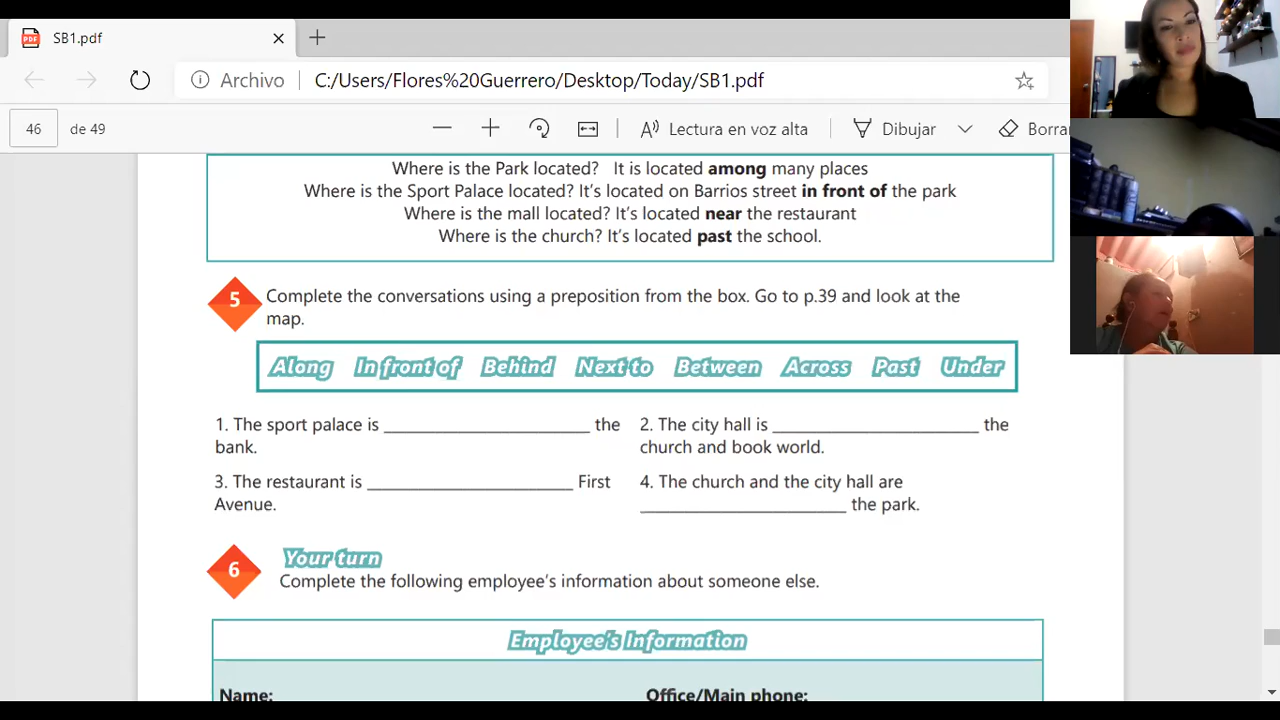 SB1.pdf
Archivo C:/Users/Flores%20Guerrero/Desktop/Today/SB1.pdf
46 de 49 Lectura en voz alta Dibujar Borra
Where is the Park located? It is located among many places
Where is the Sport Palace located? It's located on Barrios street in front of the park
Where is the mall located? It's located near the restaurant
Where is the church? It's located past the school.
5 Complete the conversations using a preposition from the box. Go to p.39 and look at the
map.
Along In front of Behind Next to Between Across Past Under
1. The sport palace is ______________________ the
bank.
2. The city hall is ______________________ the
church and book world.
3. The restaurant is ______________________ First
Avenue.
4. The church and the city hall are
______________________ the park.
6 Your turn
Complete the following employee's information about someone else.
Employee's Information
Name: Office/Main phone: